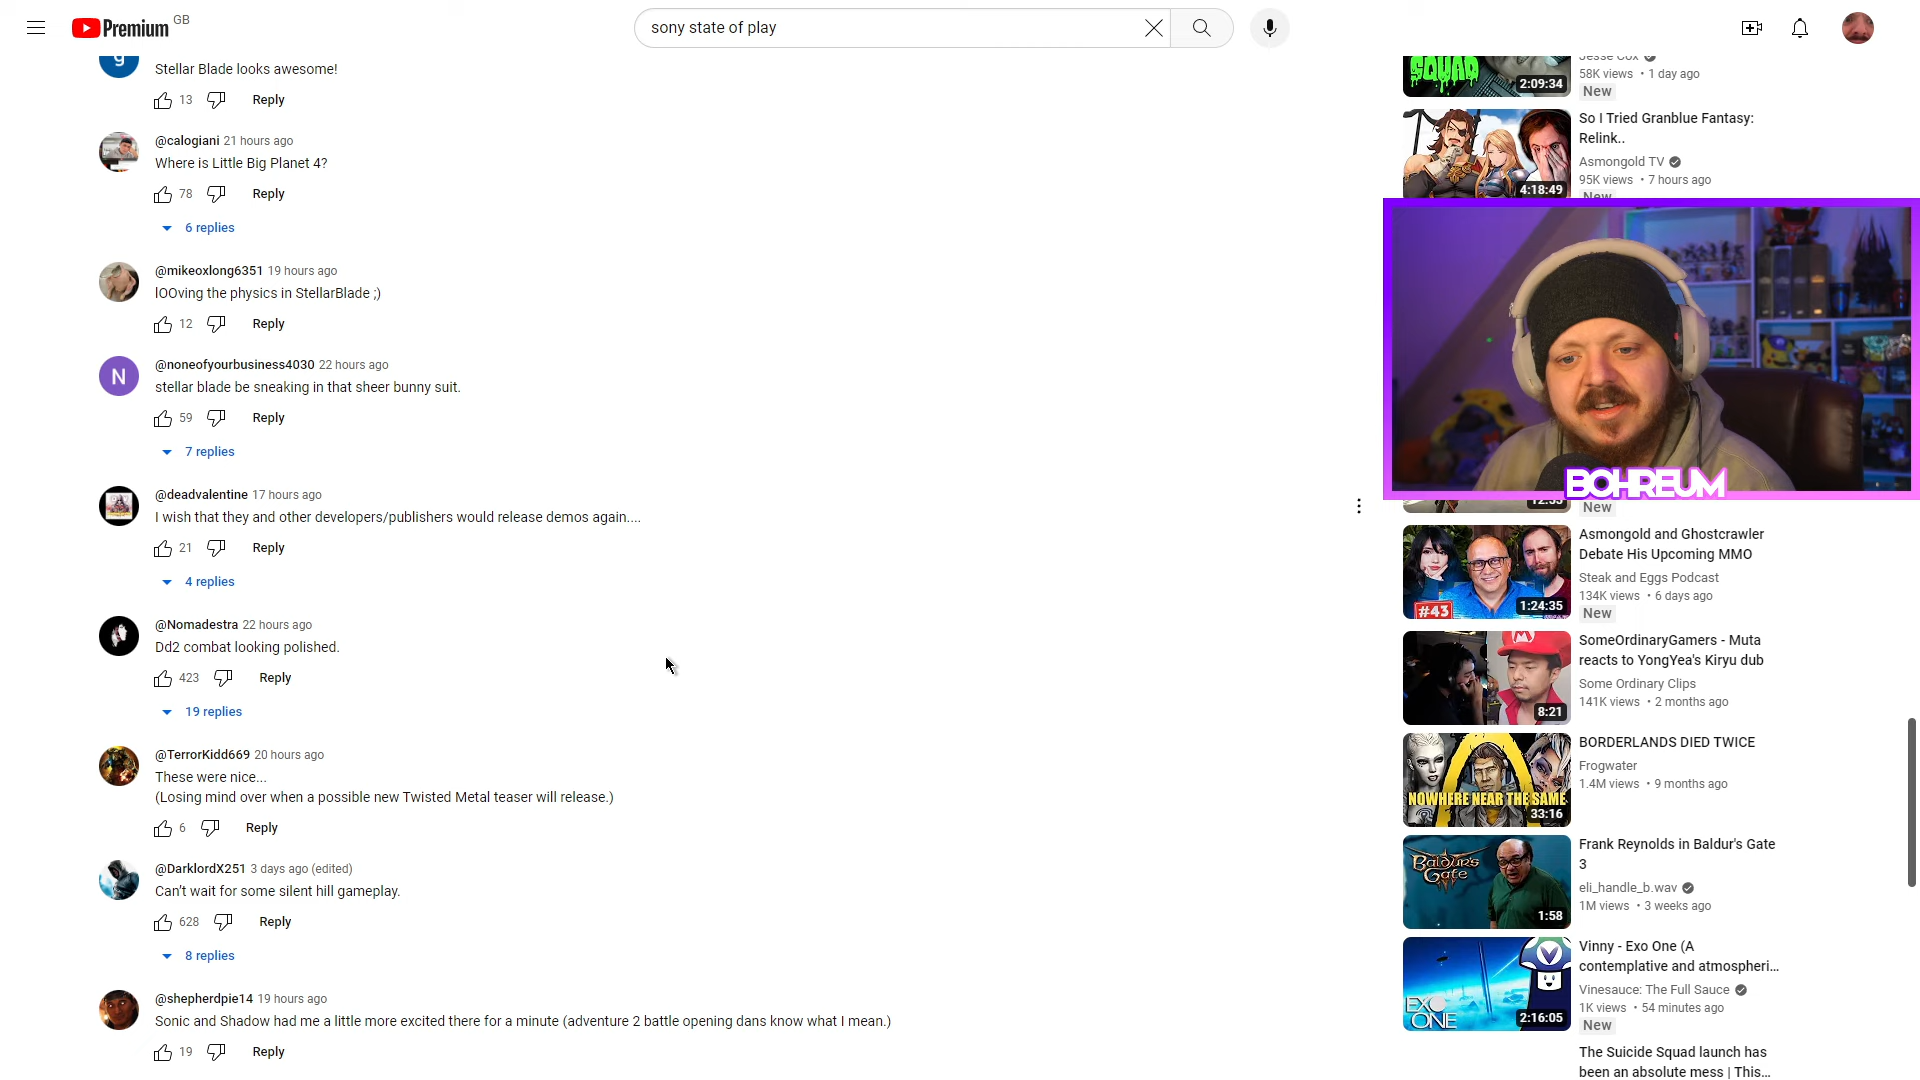 Premium GB
sony state of play
g
Stellar Blade looks awesome!
13 Reply
@calogiani 21 hours ago
Where is Little Big Planet 4?
78 Reply
6 replies
@mikeoxlong6351 19 hours ago
lOOving the physics in StellarBlade ;)
12 Reply
N
@noneofyourbusiness4030 22 hours ago
stellar blade be sneaking in that sheer bunny suit.
59 Reply
7 replies
@deadvalentine 17 hours ago
I wish that they and other developers/publishers would release demos again....
21 Reply
4 replies
@Nomadestra 22 hours ago
Dd2 combat looking polished.
423 Reply
19 replies
@TerrorKidd669 20 hours ago
These were nice...
(Losing mind over when a possible new Twisted Metal teaser will release.)
6 Reply
@DarklordX251 3 days ago (edited)
Can't wait for some silent hill gameplay.
628 Reply
8 replies
@shepherdpie14 19 hours ago
Sonic and Shadow had me a little more excited there for a minute (adventure 2 battle opening dans know what I mean.)
19 Reply
SQUAD
2:09:34
Jesse Cox
58K views • 1 day ago
New
4:18:49
So I Tried Granblue Fantasy:
Relink..
Asmongold TV
95K views • 7 hours ago
New
BOHREUM
New
#43
1:24:35
Asmongold and Ghostcrawler
Debate His Upcoming MMO
Steak and Eggs Podcast
134K views • 6 days ago
New
M
8:21
SomeOrdinaryGamers - Muta
reacts to YongYea's Kiryu dub
Some Ordinary Clips
141K views • 2 months ago
NOWHERE NEAR THE SAME
33:16
BORDERLANDS DIED TWICE
Frogwater
1.4M views • 9 months ago
Baldur's
Gate
1:58
Frank Reynolds in Baldur's Gate
3
eli_handle_b.wav
1M views • 3 weeks ago
EXO
ONE
2:16:05
Vinny - Exo One (A
contemplative and atmospheri...
Vinesauce: The Full Sauce
1K views • 54 minutes ago
New
The Suicide Squad launch has
been an absolute mess | This...